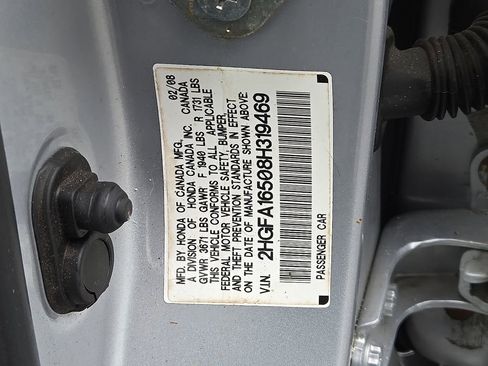 MFD. BY HONDA OF CANADA MFG. 02/08
A DIVISION OF HONDA CANADA INC. CANADA
GVWR 3671 LBS GAWR F 1940 LBS R 1731 LBS
THIS VEHICLE CONFORMS TO ALL APPLICABLE
FEDERAL MOTOR VEHICLE SAFETY, BUMPER,
AND THEFT PREVENTION STANDARDS IN EFFECT
ON THE DATE OF MANUFACTURE SHOWN ABOVE.
V.I.N. 2HGFA16508H319469
PASSENGER CAR